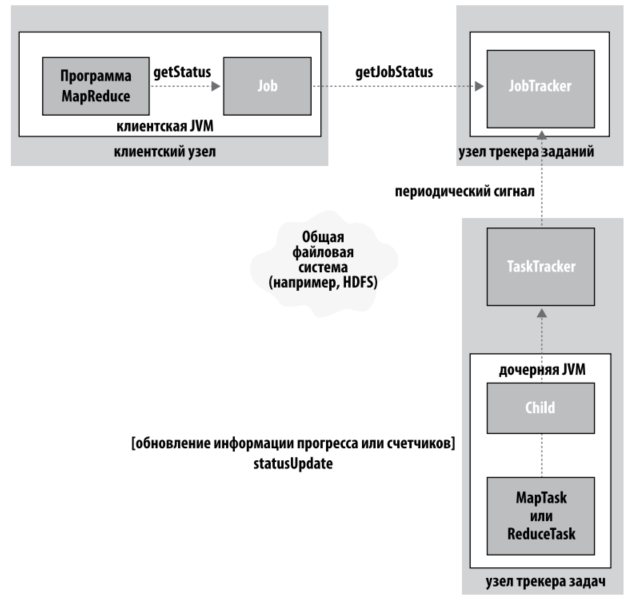 Программа
MapReduce
getStatus
Job
getJobStatus
JobTracker
клиентская JVM
клиентский узел
узел трекера заданий
периодический сигнал
Общая
файловая
система
(например, HDFS)
TaskTracker
дочерняя JVM
Child
[обновление информации прогресса или счетчиков]
statusUpdate
MapTask
или
ReduceTask
узел трекера задач